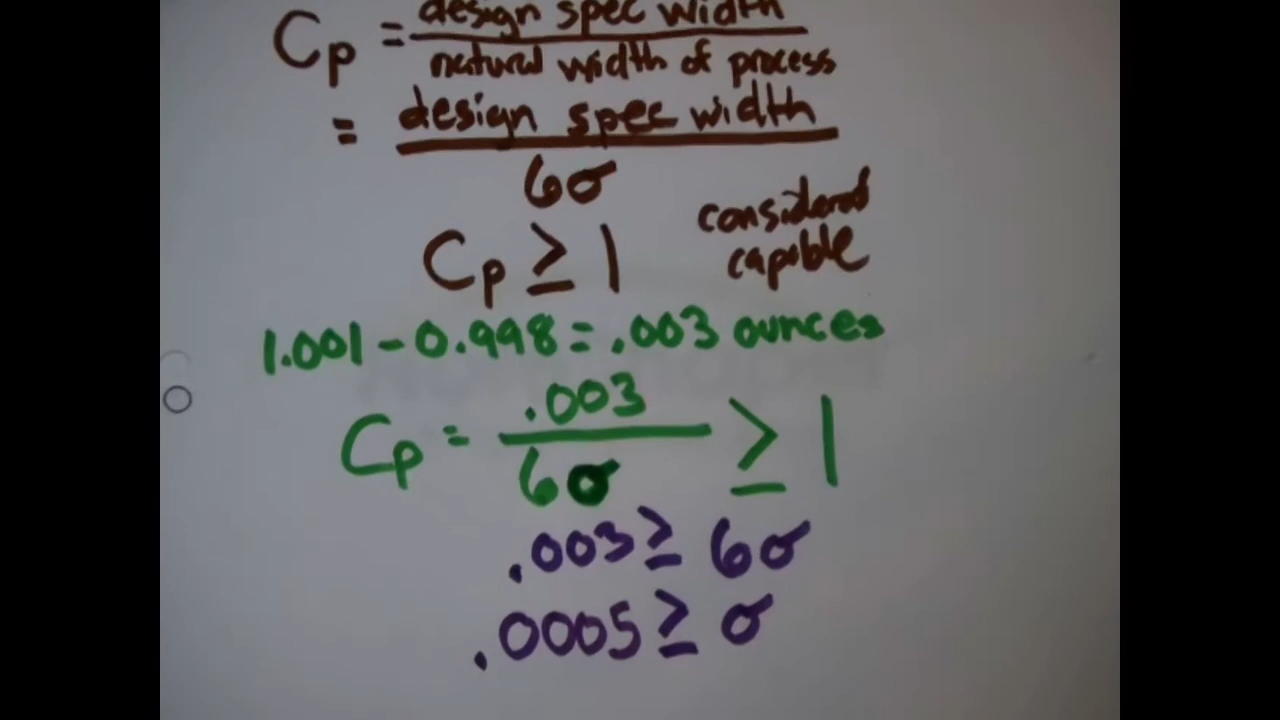 Cp = design spec width / natural width of process
= design spec width / 6σ
Cp ≥ 1 considered capable
1.001 - 0.998 = .003 ounces
Cp = .003 / 6σ ≥ 1
.003 ≥ 6σ
.0005 ≥ σ